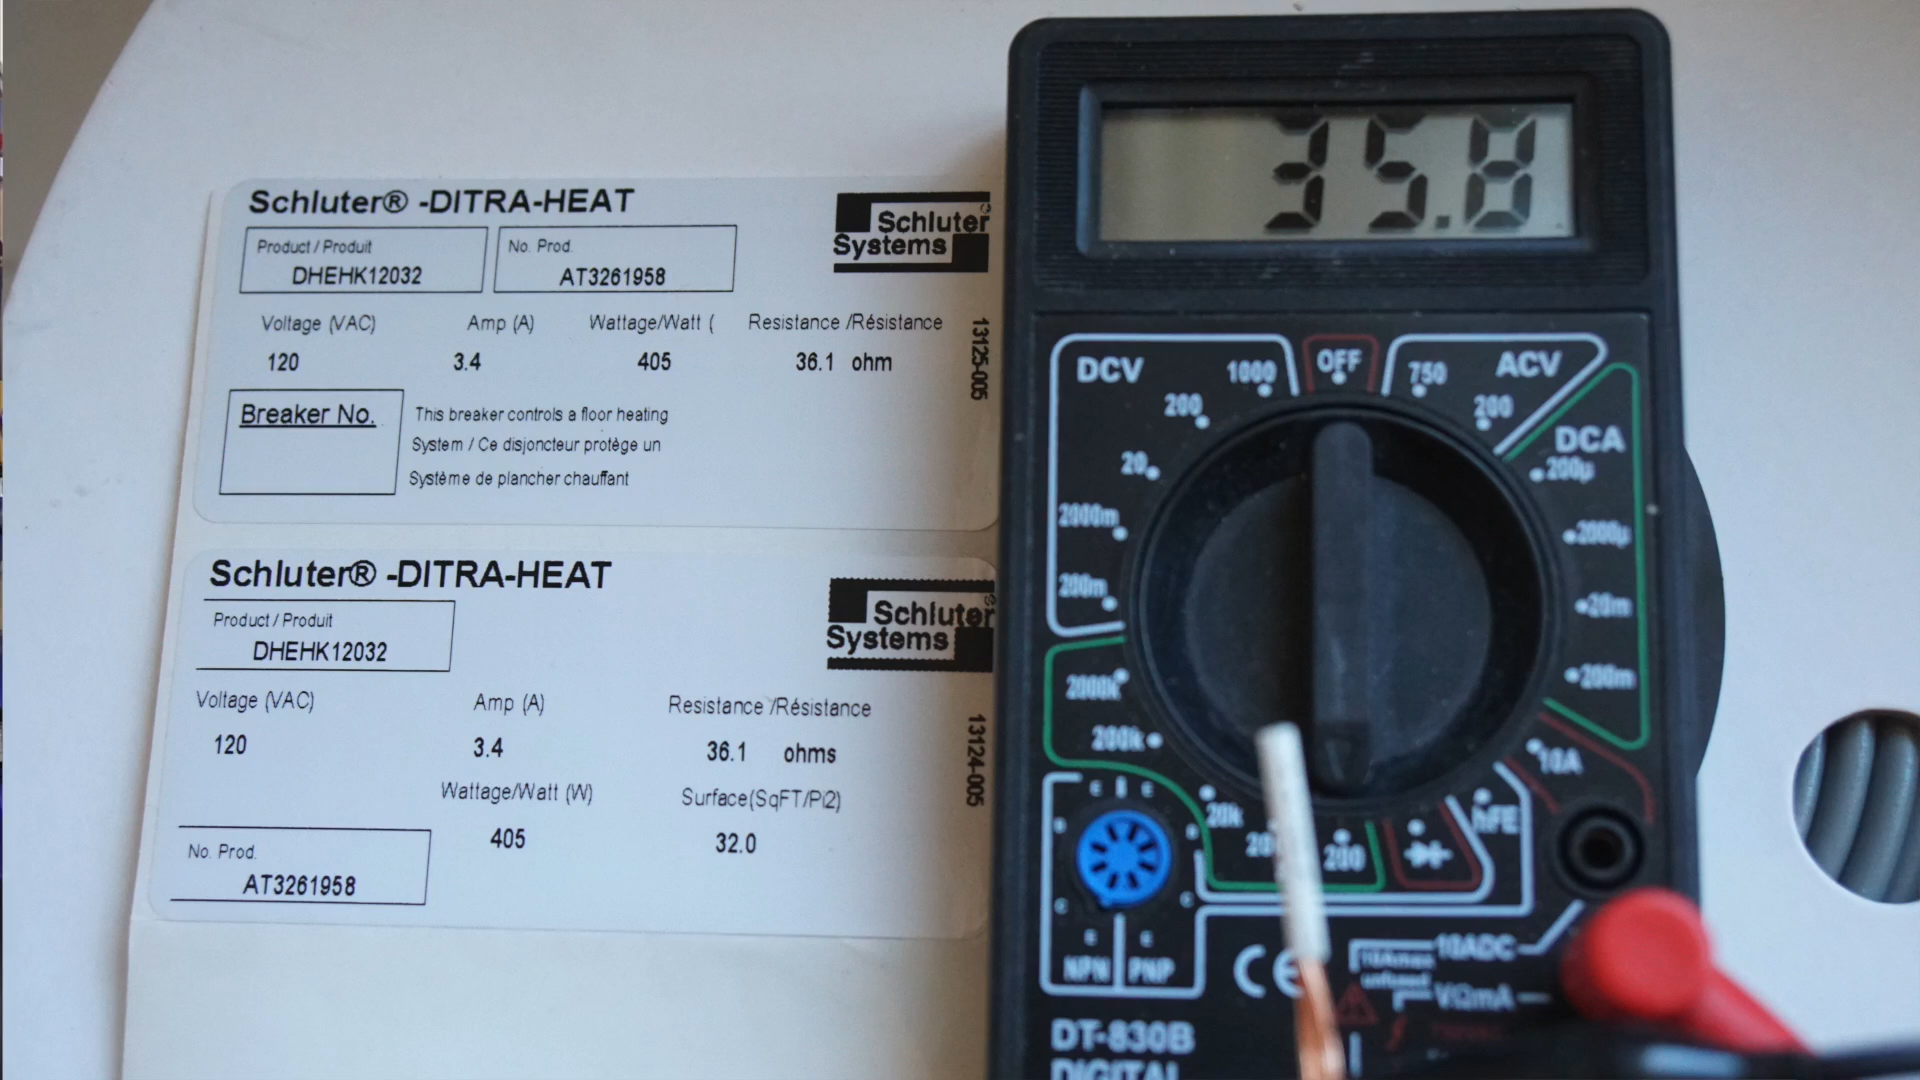 Schluter® -DITRA-HEAT
Schluter®
Systems
Product / Produit
DHEHK12032
No. Prod.
AT3261958
Voltage (VAC) Amp (A) Wattage/Watt ( Resistance /Résistance
120 3.4 405 36.1 ohm
13125-005
Breaker No.
This breaker controls a floor heating
System / Ce disjoncteur protège un
Système de plancher chauffant
Schluter® -DITRA-HEAT
Schluter®
Systems
Product / Produit
DHEHK12032
Voltage (VAC) Amp (A) Resistance /Résistance
120 3.4 36.1 ohms
Wattage/Watt (W) Surface(SqFT/Pi2)
405 32.0
13124-005
No. Prod.
AT3261958
35.8
OFF
DCV
1000
200
20
2000m
200m
750
ACV
200
DCA
200µ
2000µ
20m
200m
10A
hFE
2000k
200k
20k
200
E E
B
C C
E E
NPN PNP
CE
10ADC
10Amax
unfused
VΩmA
DT-830B
DIGITAL